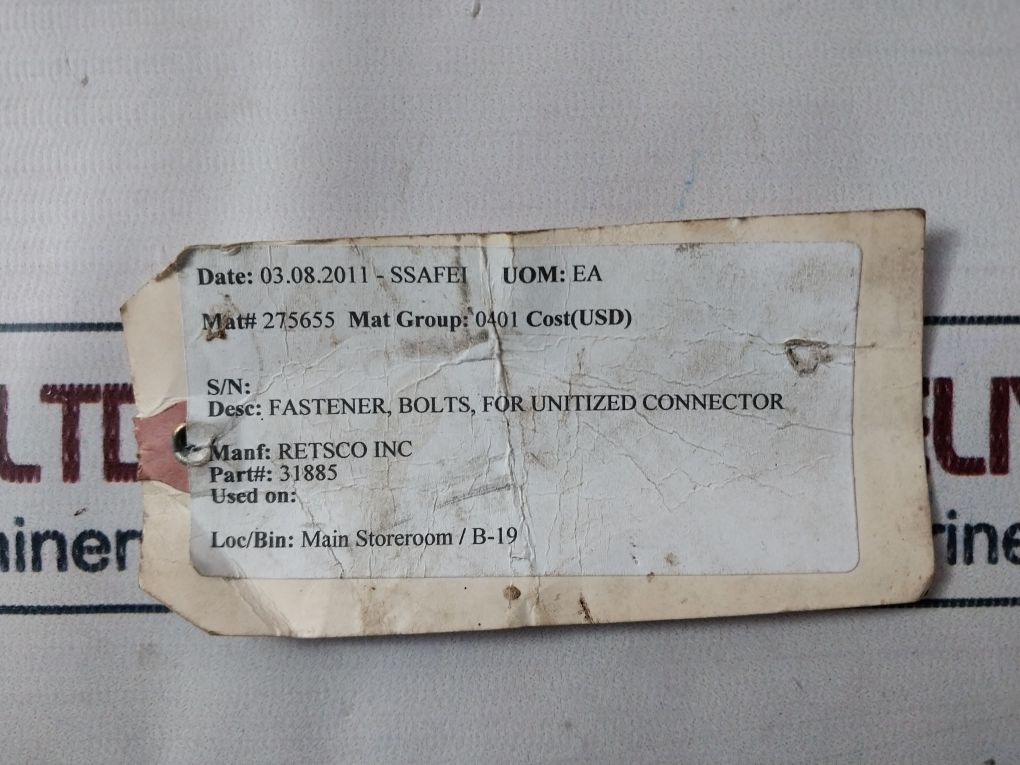 Date: 03.08.2011 - SSAFEI UOM: EA
Mat# 275655 Mat Group: 0401 Cost(USD)
S/N:
Desc: FASTENER, BOLTS, FOR UNITIZED CONNECTOR
Manf: RETSCO INC
Part#: 31885
Used on:
Loc/Bin: Main Storeroom / B-19
LTD